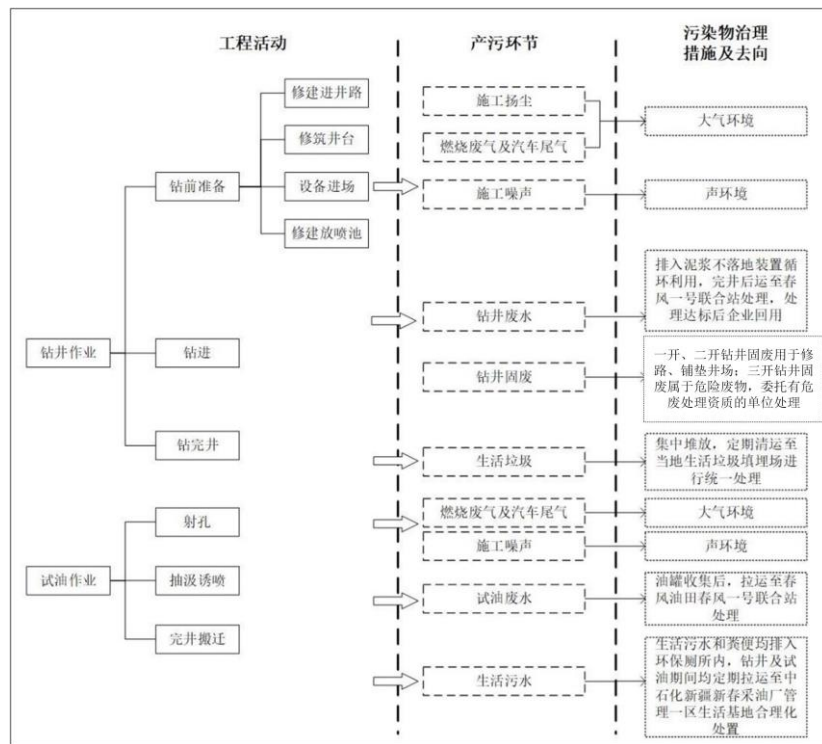 工程活动
产污环节
污染物治理
措施及去向
修建进井路
修筑井台
钻前准备
设备进场
修建放喷池
施工扬尘
燃烧废气及汽车尾气
大气环境
施工噪声
声环境
钻井作业
钻进
钻完井
钻井废水
排入泥浆不落地装置循
环利用，完井后运至春
风一号联合站处理，处
理达标后企业回用
钻井固废
一开、二开钻井固废用于修
路、铺垫井场；三开钻井固
废属于危险废物，委托有危
废处理资质的单位处理
生活垃圾
集中堆放，定期清运至
当地生活垃圾填埋场进
行统一处理
试油作业
射孔
抽汲诱喷
完井搬迁
燃烧废气及汽车尾气
大气环境
施工噪声
声环境
试油废水
油罐收集后，拉运至春
风油田春风一号联合站
处理
生活污水
生活污水和粪便均排入
环保厕所内，钻井及试
油期间均定期拉运至中
石化新疆新春采油厂管
理一区生活基地合理化
处置